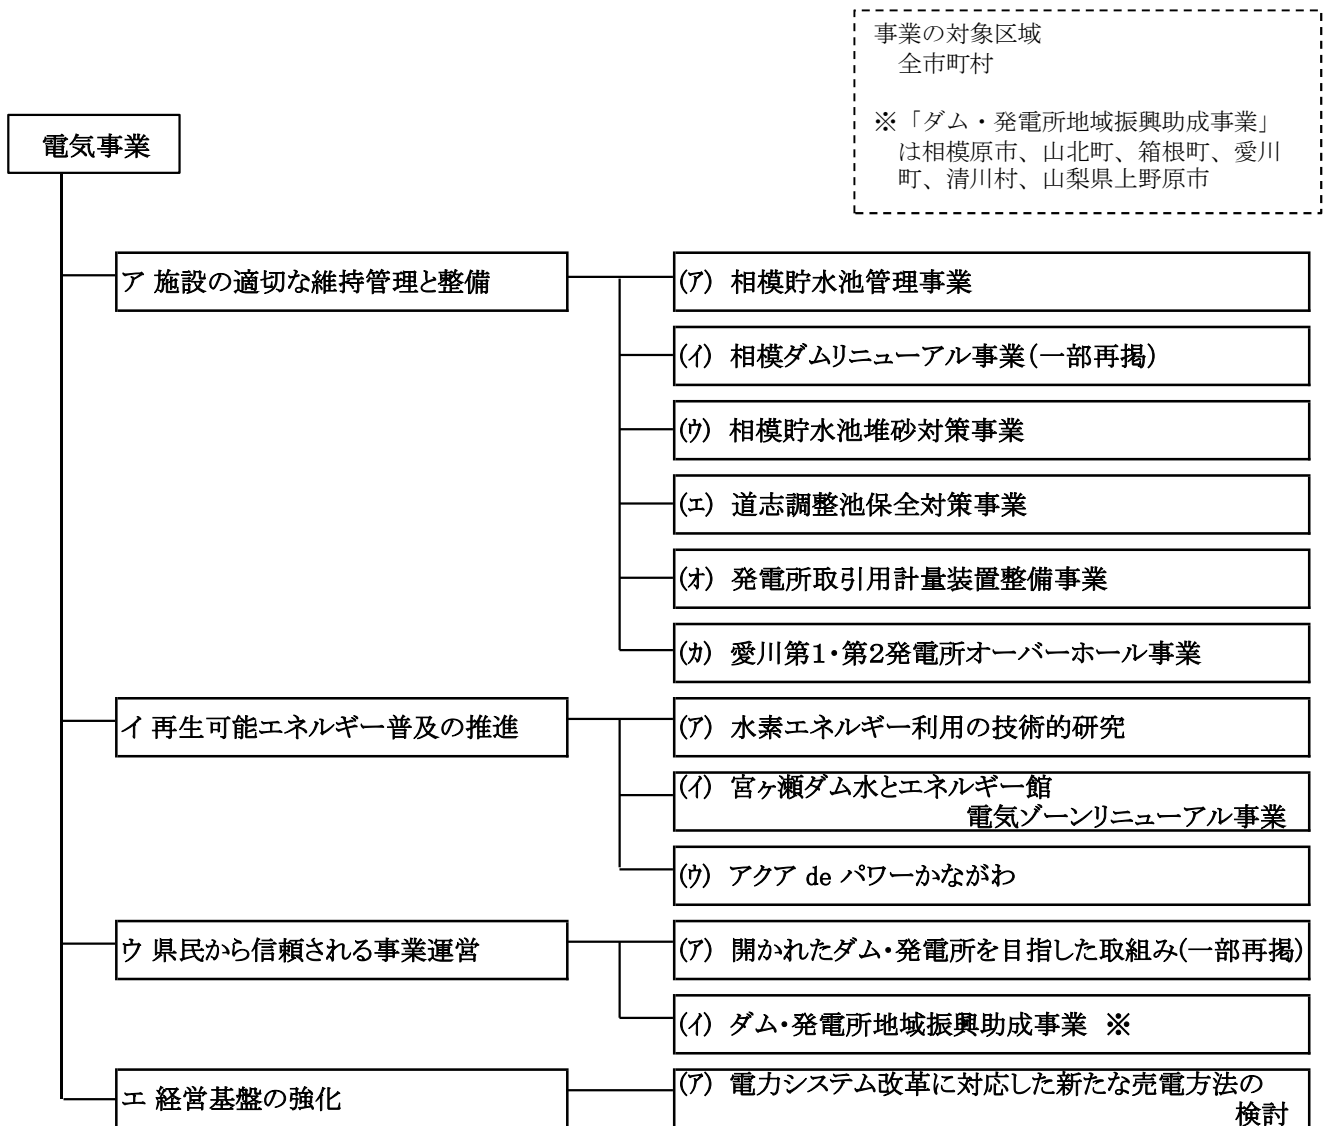 事業の対象区域
全市町村
※「ダム・発電所地域振興助成事業」
は相模原市、山北町、箱根町、愛川
町、清川村、山梨県上野原市
電気事業
ア 施設の適切な維持管理と整備
(ｱ) 相模貯水池管理事業
(ｲ) 相模ダムリニューアル事業(一部再掲)
(ｳ) 相模貯水池堆砂対策事業
(ｴ) 道志調整池保全対策事業
(ｵ) 発電所取引用計量装置整備事業
(ｶ) 愛川第1・第2発電所オーバーホール事業
イ 再生可能エネルギー普及の推進
(ｱ) 水素エネルギー利用の技術的研究
(ｲ) 宮ヶ瀬ダム水とエネルギー館
電気ゾーンリニューアル事業
(ｳ) アクア de パワーかながわ
ウ 県民から信頼される事業運営
(ｱ) 開かれたダム・発電所を目指した取組み(一部再掲)
(ｲ) ダム・発電所地域振興助成事業 ※
エ 経営基盤の強化
(ｱ) 電力システム改革に対応した新たな売電方法の
検討